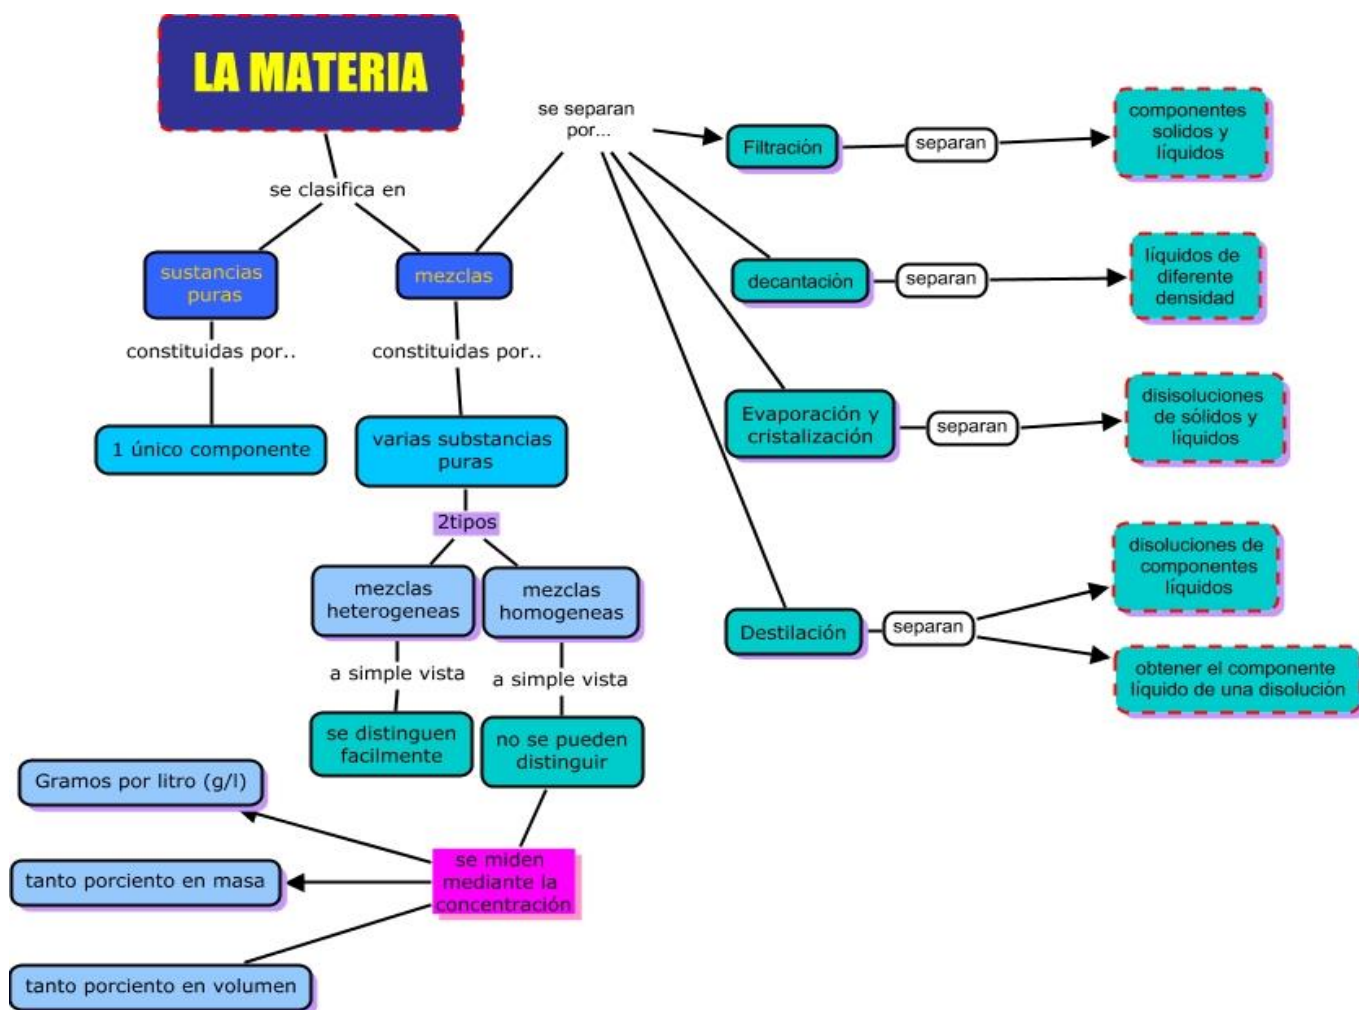 LA MATERIA
se clasifica en
sustancias
puras
constituidas por..
1 único componente
mezclas
constituidas por..
varias substancias
puras
2tipos
mezclas
heterogeneas
a simple vista
se distinguen
facilmente
mezclas
homogeneas
a simple vista
no se pueden
distinguir
se miden
mediante la
concentración
Gramos por litro (g/l)
tanto porciento en masa
tanto porciento en volumen
se separan
por...
Filtración
separan
componentes
solidos y
líquidos
decantación
separan
líquidos de
diferente
densidad
Evaporación y
cristalización
separan
disisoluciones
de sólidos y
líquidos
Destilación
separan
disoluciones de
componentes
líquidos
obtener el componente
líquido de una disolución